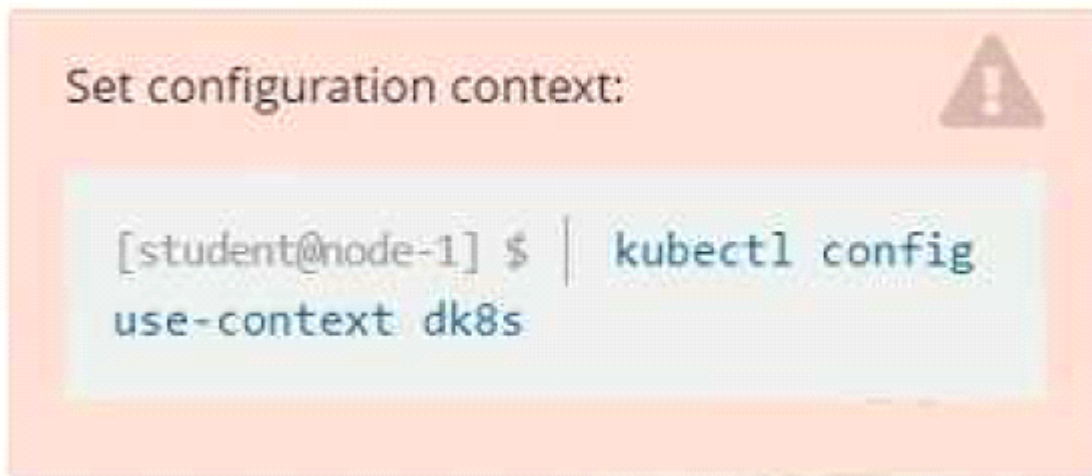 Set configuration context:
[student@node-1] $ | kubectl config
use-context dk8s